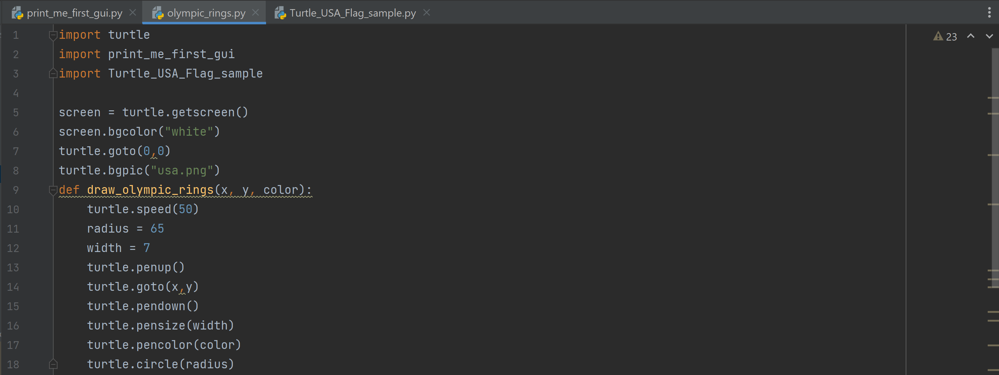 print_me_first_gui.py olympic_rings.py Turtle_USA_Flag_sample.py
23
1 import turtle
2 import print_me_first_gui
3 import Turtle_USA_Flag_sample
4
5 screen = turtle.getscreen()
6 screen.bgcolor("white")
7 turtle.goto(0,0)
8 turtle.bgpic("usa.png")
9 def draw_olympic_rings(x, y, color):
10 turtle.speed(50)
11 radius = 65
12 width = 7
13 turtle.penup()
14 turtle.goto(x,y)
15 turtle.pendown()
16 turtle.pensize(width)
17 turtle.pencolor(color)
18 turtle.circle(radius)